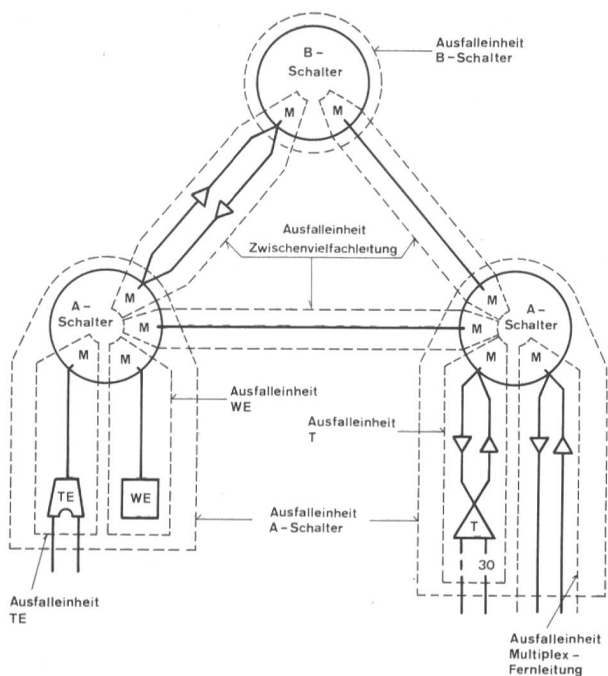 Ausfalleinheit
B-Schalter
B-
Schalter
M
M
Ausfalleinheit
Zwischenvielfachleitung
A-
Schalter
M
M
M
M
M
M
A-
Schalter
M
M
Ausfalleinheit
WE
Ausfalleinheit
T
TE
WE
Ausfalleinheit
A-Schalter
T
30
Ausfalleinheit
TE
Ausfalleinheit
Multiplex-
Fernleitung